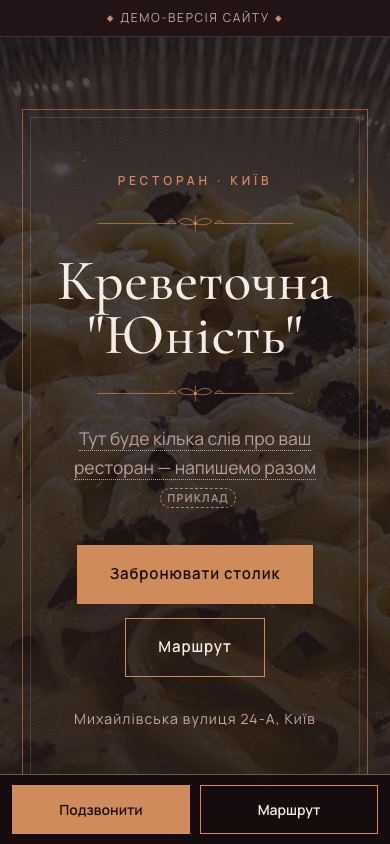 ◆ ДЕМО-ВЕРСІЯ САЙТУ ◆
РЕСТОРАН · КИЇВ
Креветочна
"Юність"
Тут буде кілька слів про ваш
ресторан — напишемо разом
ПРИКЛАД
Забронювати столик
Маршрут
Михайлівська вулиця 24-А, Київ
Подзвонити
Маршрут